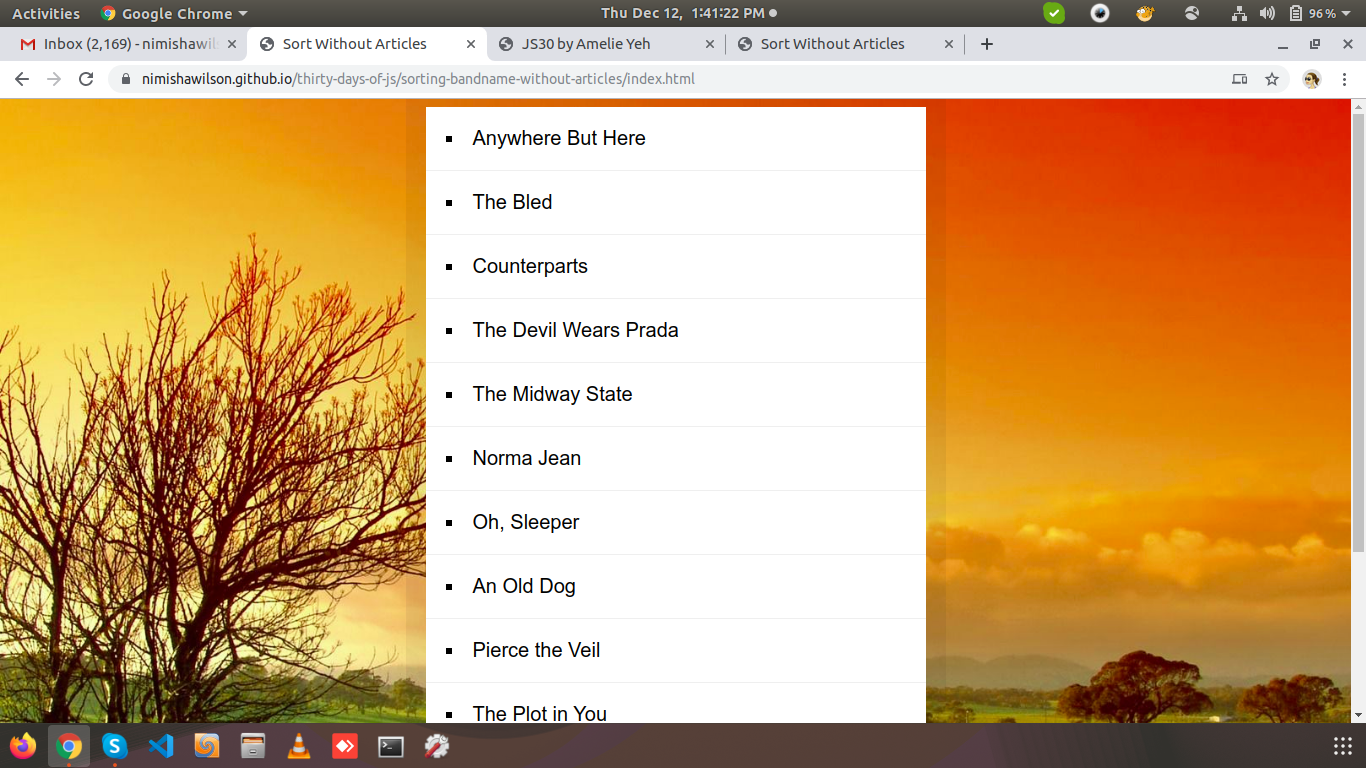 Activities Google Chrome Thu Dec 12, 1:41:22 PM 96%
Inbox (2,169) - nimishawils Sort Without Articles JS30 by Amelie Yeh Sort Without Articles
nimishawilson.github.io/thirty-days-of-js/sorting-bandname-without-articles/index.html
Anywhere But Here
The Bled
Counterparts
The Devil Wears Prada
The Midway State
Norma Jean
Oh, Sleeper
An Old Dog
Pierce the Veil
The Plot in You